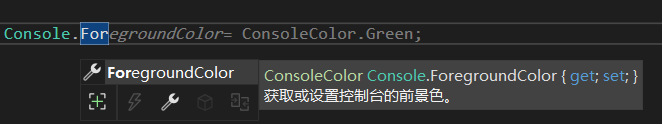 Console.ForegroundColor= ConsoleColor.Green;
ForegroundColor
ConsoleColor Console.ForegroundColor { get; set; }
获取或设置控制台的前景色。